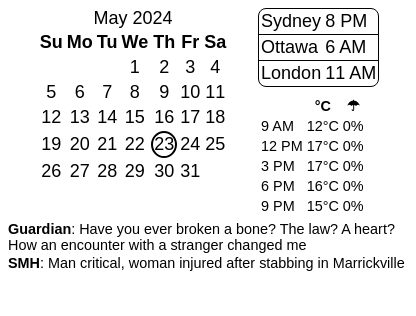 May 2024
Su Mo Tu We Th Fr Sa
1 2 3 4
5 6 7 8 9 10 11
12 13 14 15 16 17 18
19 20 21 22 23 24 25
26 27 28 29 30 31
Sydney 8 PM
Ottawa 6 AM
London 11 AM
°C ☂
9 AM 12°C 0%
12 PM 17°C 0%
3 PM 17°C 0%
6 PM 16°C 0%
9 PM 15°C 0%
Guardian: Have you ever broken a bone? The law? A heart?
How an encounter with a stranger changed me
SMH: Man critical, woman injured after stabbing in Marrickville